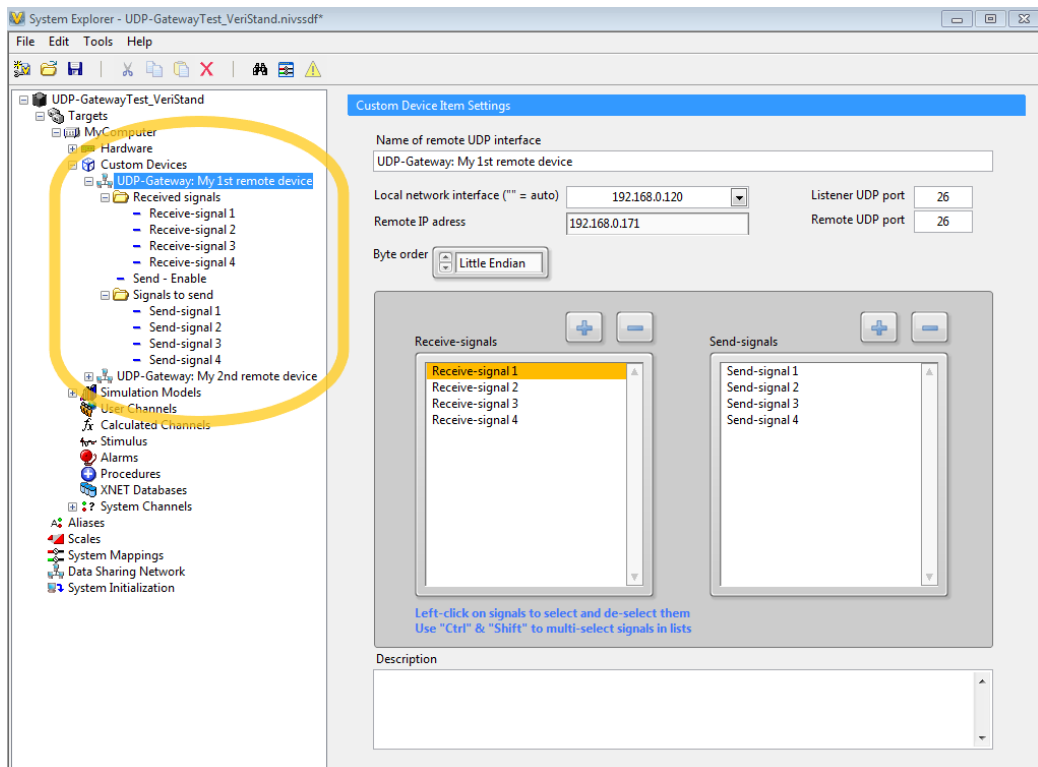 System Explorer - UDP-GatewayTest_VeriStand.nivssdf*
File Edit Tools Help
UDP-GatewayTest_VeriStand
Targets
MyComputer
Hardware
Custom Devices
UDP-Gateway: My 1st remote device
Received signals
Receive-signal 1
Receive-signal 2
Receive-signal 3
Receive-signal 4
Send - Enable
Signals to send
Send-signal 1
Send-signal 2
Send-signal 3
Send-signal 4
UDP-Gateway: My 2nd remote device
Simulation Models
User Channels
fx Calculated Channels
Stimulus
Alarms
Procedures
XNET Databases
System Channels
Aliases
Scales
System Mappings
Data Sharing Network
System Initialization
Custom Device Item Settings
Name of remote UDP interface
UDP-Gateway: My 1st remote device
Local network interface ("" = auto) 192.168.0.120 Listener UDP port 26
Remote IP adress 192.168.0.171 Remote UDP port 26
Byte order Little Endian
Receive-signals
Receive-signal 1
Receive-signal 2
Receive-signal 3
Receive-signal 4
Send-signals
Send-signal 1
Send-signal 2
Send-signal 3
Send-signal 4
Left-click on signals to select and de-select them
Use "Ctrl" & "Shift" to multi-select signals in lists
Description